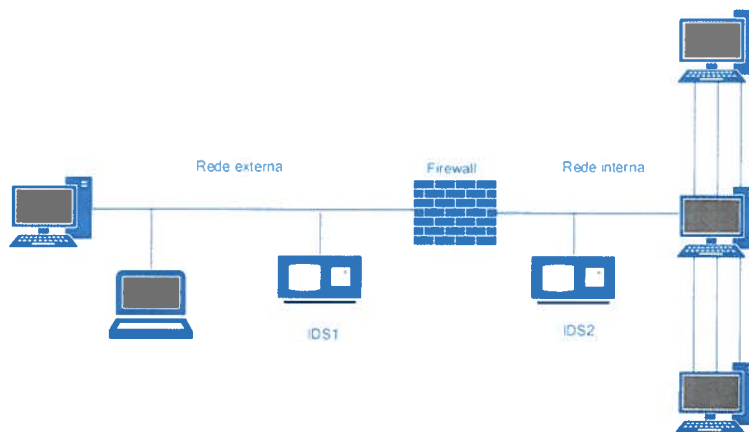 Rede externa
Firewall
Rede interna
IDS1
IDS2